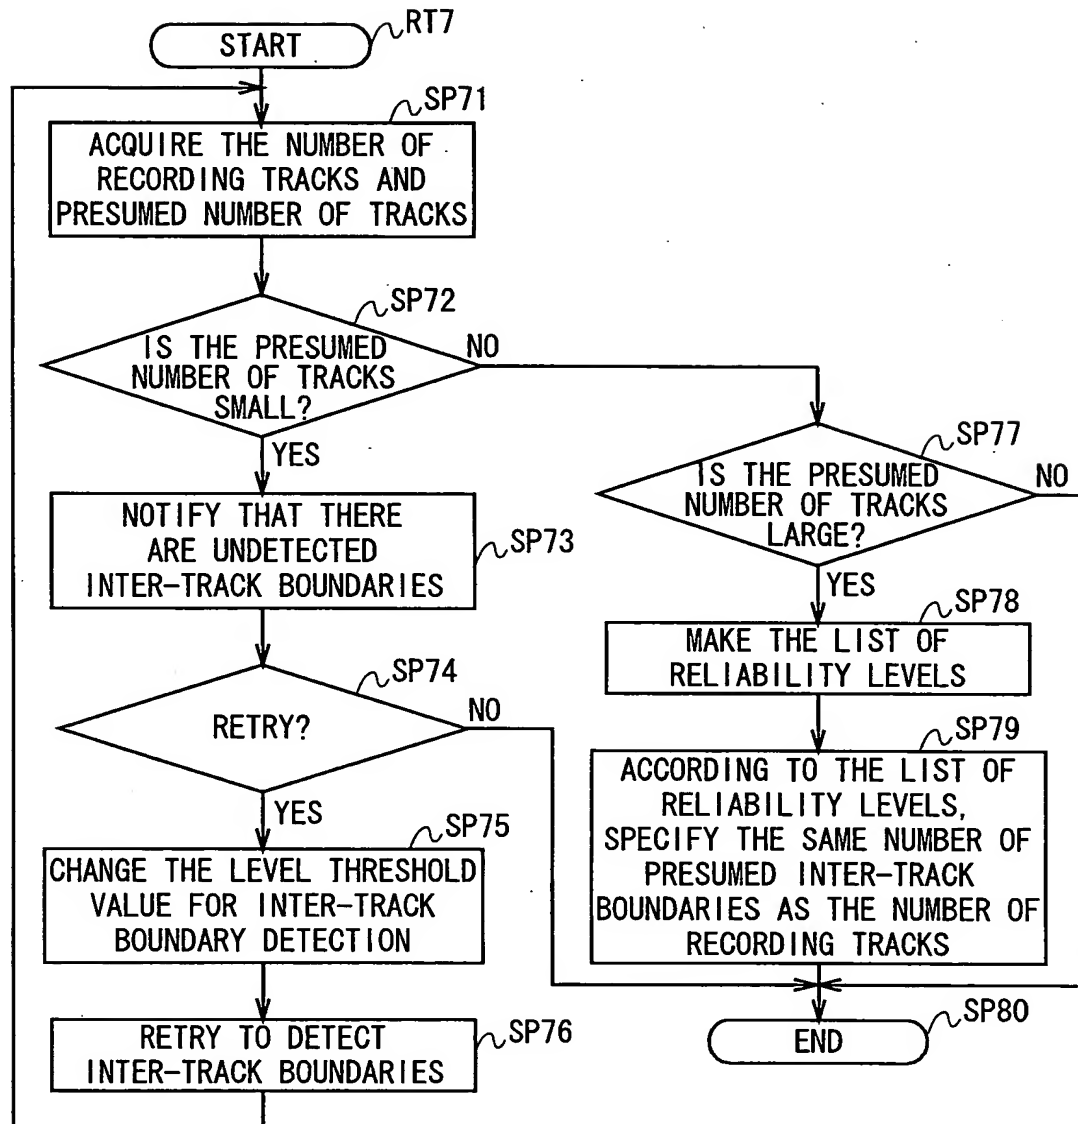 START
RT7
SP71
ACQUIRE THE NUMBER OF
RECORDING TRACKS AND
PRESUMED NUMBER OF TRACKS
SP72
IS THE PRESUMED
NUMBER OF TRACKS
SMALL?
NO
YES
NOTIFY THAT THERE
ARE UNDETECTED
INTER-TRACK BOUNDARIES
SP73
SP74
RETRY?
NO
YES
SP75
CHANGE THE LEVEL THRESHOLD
VALUE FOR INTER-TRACK
BOUNDARY DETECTION
RETRY TO DETECT
INTER-TRACK BOUNDARIES
SP76
SP77
IS THE PRESUMED
NUMBER OF TRACKS
LARGE?
NO
YES
SP78
MAKE THE LIST OF
RELIABILITY LEVELS
SP79
ACCORDING TO THE LIST OF
RELIABILITY LEVELS,
SPECIFY THE SAME NUMBER OF
PRESUMED INTER-TRACK
BOUNDARIES AS THE NUMBER OF
RECORDING TRACKS
SP80
END